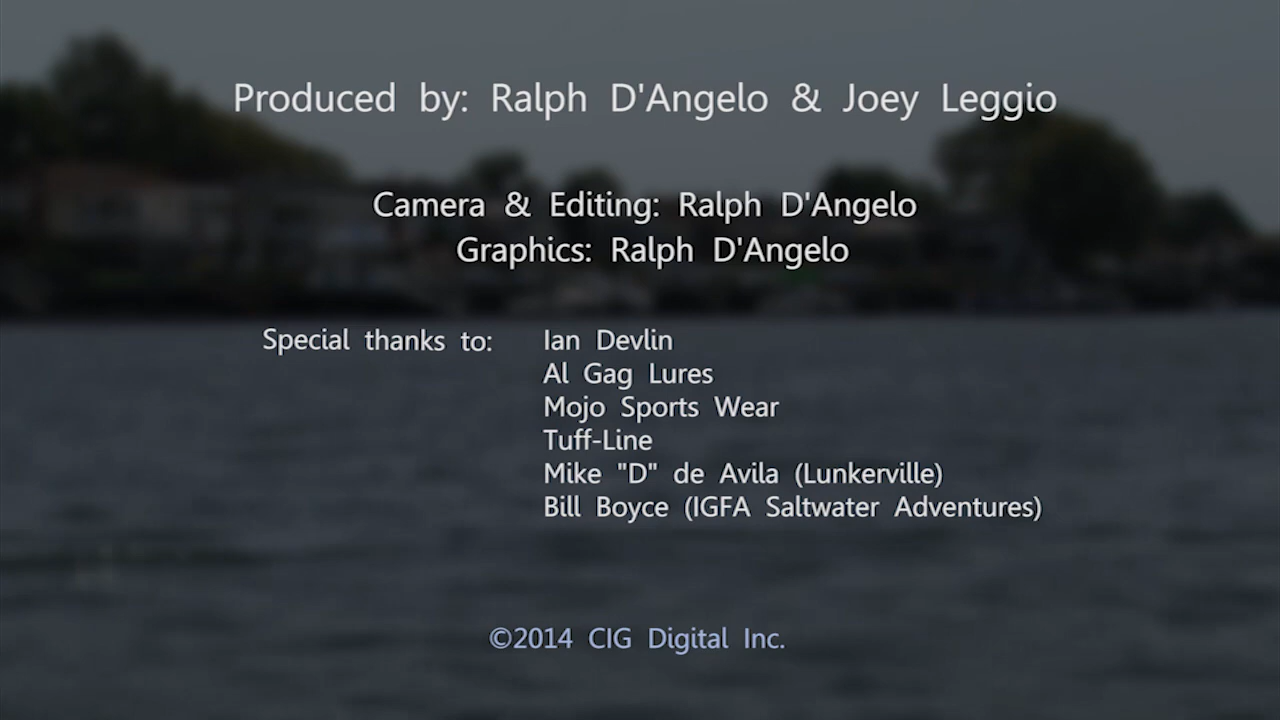 Produced by: Ralph D'Angelo & Joey Leggio
Camera & Editing: Ralph D'Angelo
Graphics: Ralph D'Angelo
Special thanks to: Ian Devlin
Al Gag Lures
Mojo Sports Wear
Tuff-Line
Mike "D" de Avila (Lunkerville)
Bill Boyce (IGFA Saltwater Adventures)
©2014 CIG Digital Inc.